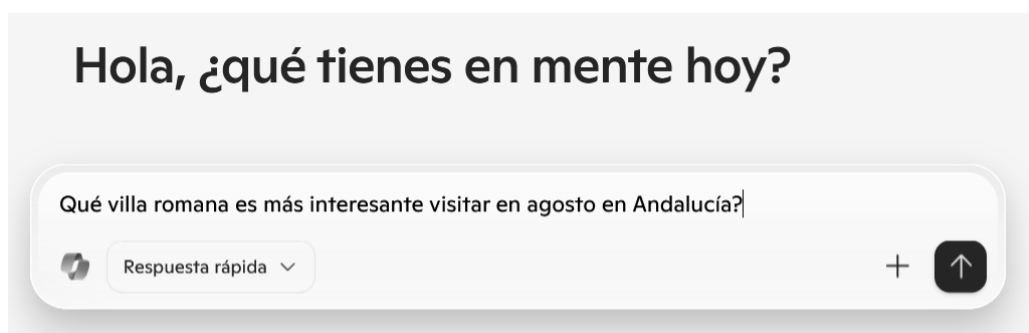 Hola, ¿qué tienes en mente hoy?
Qué villa romana es más interesante visitar en agosto en Andalucía?
Respuesta rápida